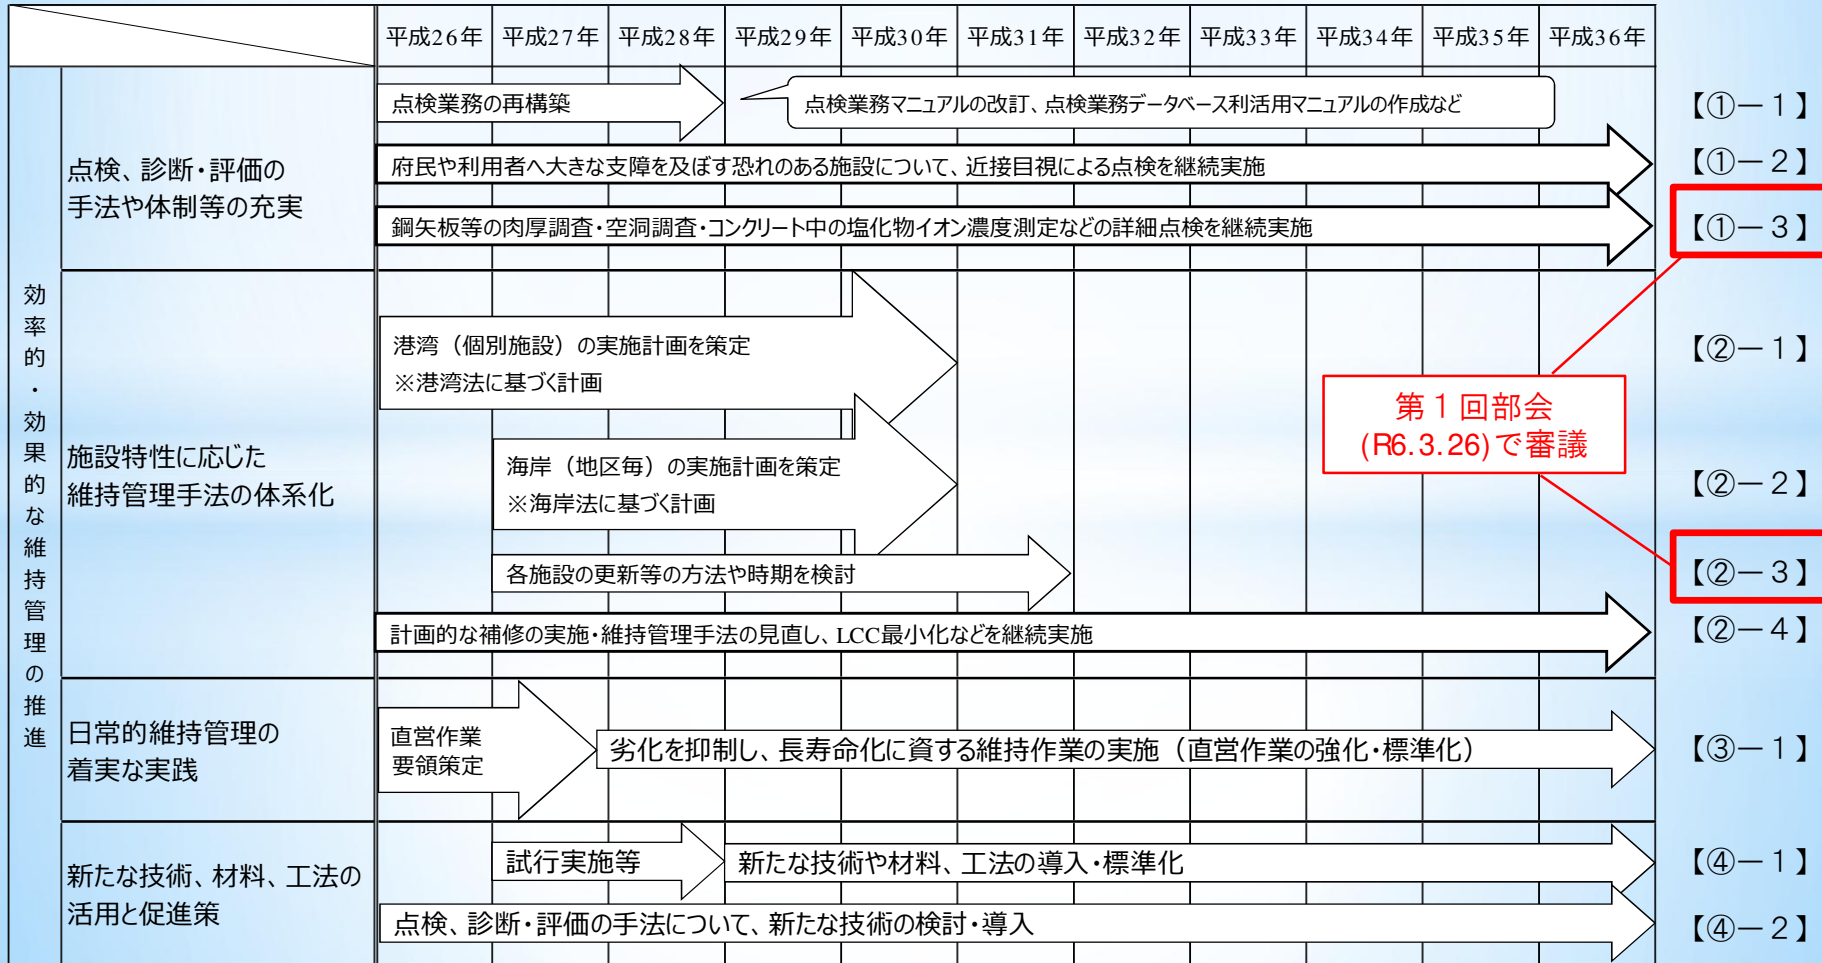 平成26年 平成27年 平成28年 平成29年 平成30年 平成31年 平成32年 平成33年 平成34年 平成35年 平成36年
効率的・効果的な維持管理の推進
点検、診断・評価の
手法や体制等の充実
点検業務の再構築
点検業務マニュアルの改訂、点検業務データベース利活用マニュアルの作成など
【①－1】
府民や利用者へ大きな支障を及ぼす恐れのある施設について、近接目視による点検を継続実施
【①－2】
鋼矢板等の肉厚調査・空洞調査・コンクリート中の塩化物イオン濃度測定などの詳細点検を継続実施
【①－3】
施設特性に応じた
維持管理手法の体系化
港湾（個別施設）の実施計画を策定
※港湾法に基づく計画
【②－1】
第1回部会
(R6.3.26)で審議
海岸（地区毎）の実施計画を策定
※海岸法に基づく計画
【②－2】
各施設の更新等の方法や時期を検討
【②－3】
計画的な補修の実施・維持管理手法の見直し、LCC最小化などを継続実施
【②－4】
日常的維持管理の
着実な実践
直営作業
要領策定
劣化を抑制し、長寿命化に資する維持作業の実施（直営作業の強化・標準化）
【③－1】
新たな技術、材料、工法の
活用と促進策
試行実施等
新たな技術や材料、工法の導入・標準化
【④－1】
点検、診断・評価の手法について、新たな技術の検討・導入
【④－2】